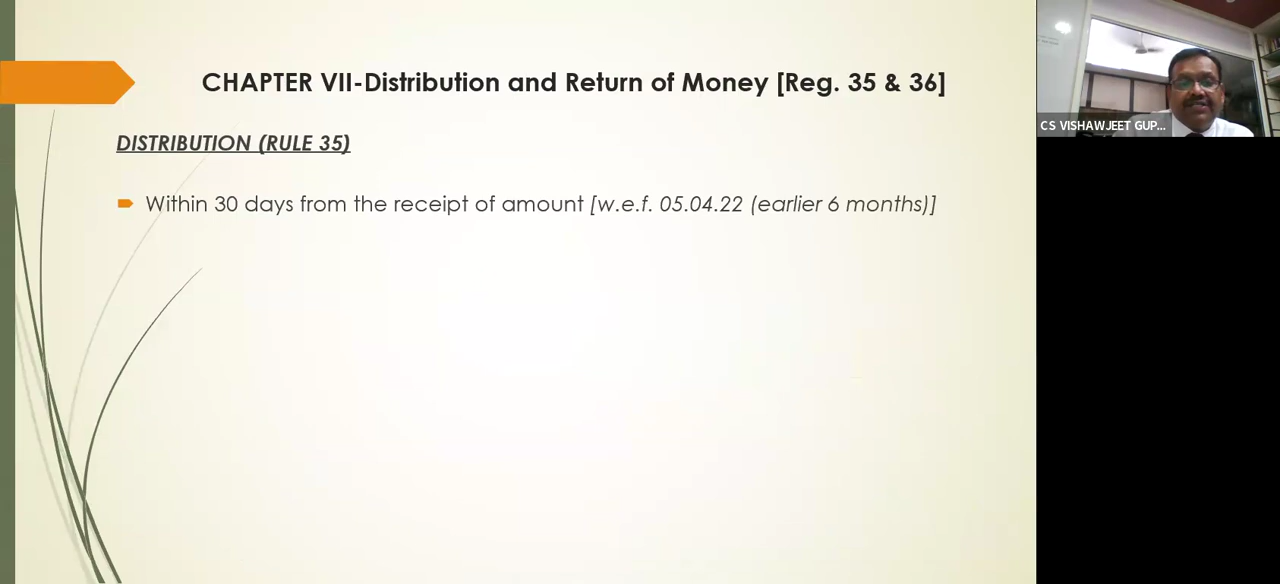 CHAPTER VII-Distribution and Return of Money [Reg. 35 & 36]
DISTRIBUTION (RULE 35)
Within 30 days from the receipt of amount [w.e.f. 05.04.22 (earlier 6 months)]
CS VISHAWJEET GUP...